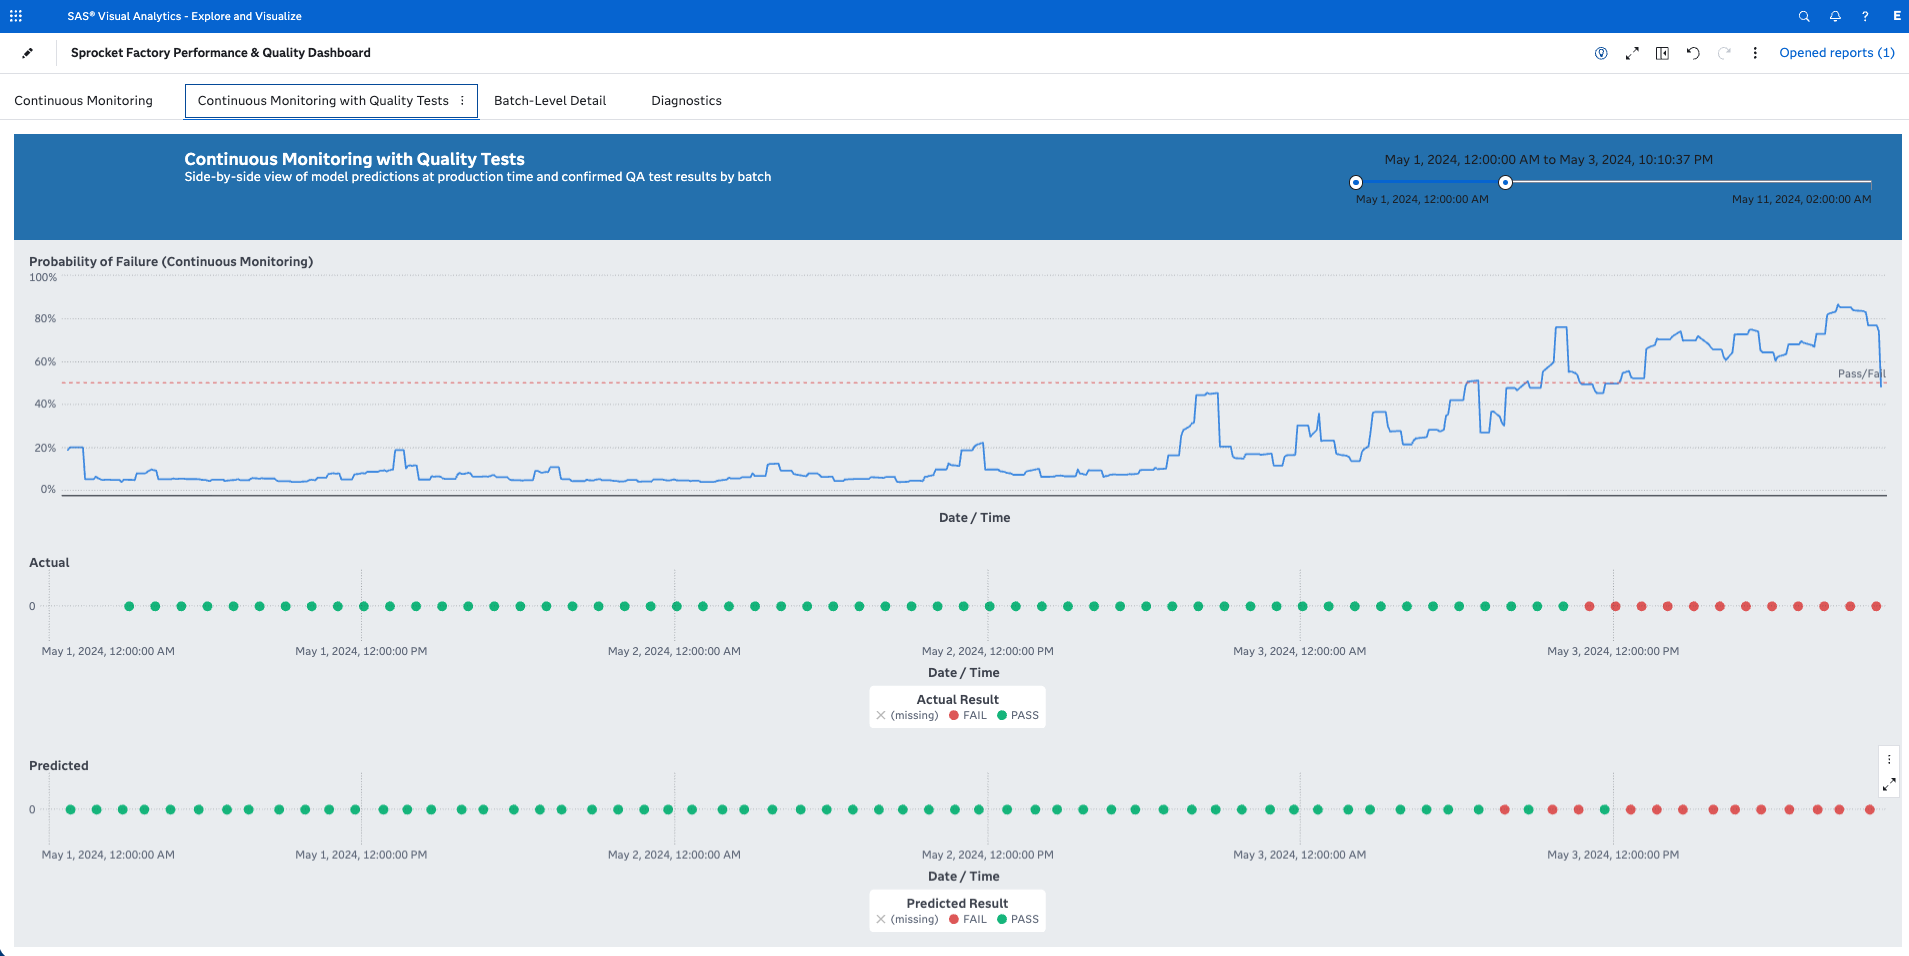 SAS® Visual Analytics - Explore and Visualize
?
E
Sprocket Factory Performance & Quality Dashboard
Opened reports (1)
Continuous Monitoring
Continuous Monitoring with Quality Tests
Batch-Level Detail
Diagnostics
Continuous Monitoring with Quality Tests
Side-by-side view of model predictions at production time and confirmed QA test results by batch
May 1, 2024, 12:00:00 AM to May 3, 2024, 10:10:37 PM
May 1, 2024, 12:00:00 AM
May 11, 2024, 02:00:00 AM
Probability of Failure (Continuous Monitoring)
100%
80%
60%
Pass/Fail
40%
20%
0%
Date / Time
Actual
0
May 1, 2024, 12:00:00 AM
May 1, 2024, 12:00:00 PM
May 2, 2024, 12:00:00 AM
May 2, 2024, 12:00:00 PM
May 3, 2024, 12:00:00 AM
May 3, 2024, 12:00:00 PM
Date / Time
Actual Result
(missing) FAIL PASS
Predicted
0
May 1, 2024, 12:00:00 AM
May 1, 2024, 12:00:00 PM
May 2, 2024, 12:00:00 AM
May 2, 2024, 12:00:00 PM
May 3, 2024, 12:00:00 AM
May 3, 2024, 12:00:00 PM
Date / Time
Predicted Result
(missing) FAIL PASS